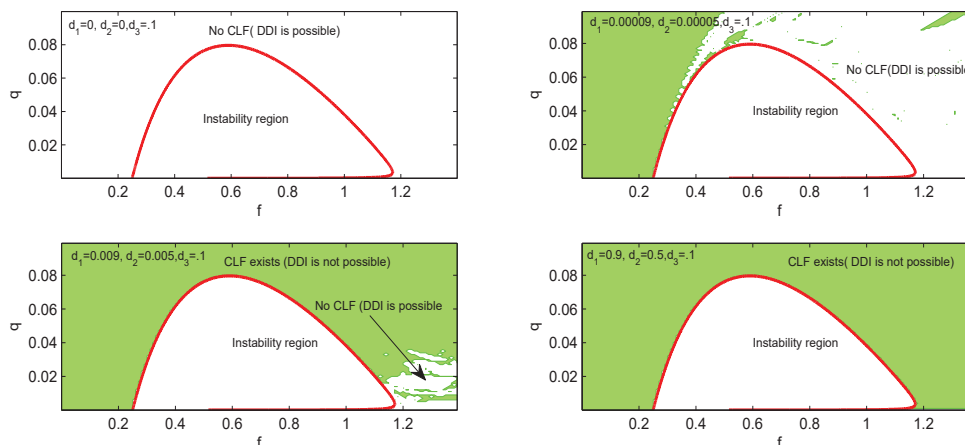 d1=0, d2=0,d3=.1
No CLF( DDI is possible)
Instability region
0.08
0.06
0.04
0.02
q
0.2 0.4 0.6 0.8 1 1.2
f
d1=0.00009, d2=0.00005,d3=.1
No CLF(DDI is possible
Instability region
0.08
0.06
0.04
0.02
q
0.2 0.4 0.6 0.8 1 1.2
f
d1=0.009, d2=0.005,d3=.1
CLF exists (DDI is not possible)
No CLF (DDI is possible
Instability region
0.08
0.06
0.04
0.02
q
0.2 0.4 0.6 0.8 1 1.2
f
d1=0.9, d2=0.5,d3=.1
CLF exists( DDI is not possible)
Instability region
0.08
0.06
0.04
0.02
q
0.2 0.4 0.6 0.8 1 1.2
f